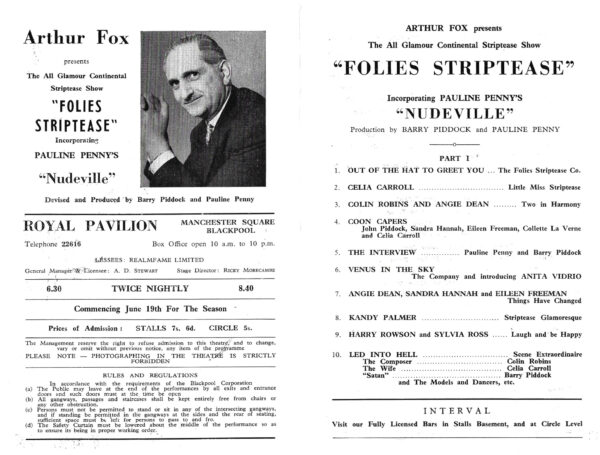 Arthur Fox
presents
The All Glamour Continental
Striptease Show
"FOLIES
STRIPTEASE"
Incorporating
PAULINE PENNY'S
"Nudeville"
Devised and Produced by Barry Piddock and Pauline Penny
ROYAL PAVILION
MANCHESTER SQUARE
BLACKPOOL
Telephone 22616
Box Office open 10 a.m. to 10 p.m.
LESSEES: REALMFAME LIMITED
General Manager & Licensee: A. D. STEWART Stage Director: RICKY MORECAMBE
6.30 TWICE NIGHTLY 8.40
Commencing June 19th For The Season
Prices of Admission: STALLS 7s. 6d. CIRCLE 5s.
The Management reserve the right to refuse admission to this theatre, and to change,
vary or omit without previous notice, any item of the programme
PLEASE NOTE — PHOTOGRAPHING IN THE THEATRE IS STRICTLY
FORBIDDEN
RULES AND REGULATIONS
In accordance with the requirements of the Blackpool Corporation
(a) The Public may leave at the end of the performances by all exits and entrance
doors and such doors must at the time be open
(b) All gangways, passages and staircases shall be kept entirely free from chairs or
any other obstruction.
(c) Persons must not be permitted to stand or sit in any of the intersecting gangways,
and if standing be permitted in the gangways at the sides and the rear of seating,
sufficient space must be left for persons to pass to and fro.
(d) The Safety Curtain must be lowered about the middle of the performance so as
to ensure its being in proper working order.
ARTHUR FOX presents
The All Glamour Continental Striptease Show
"FOLIES STRIPTEASE"
Incorporating PAULINE PENNY'S
"NUDEVILLE"
Production by BARRY PIDDOCK and PAULINE PENNY
PART I
1. OUT OF THE HAT TO GREET YOU ... The Folies Striptease Co.
2. CELIA CARROLL ........................ Little Miss Striptease
3. COLIN ROBINS AND ANGIE DEAN ......... Two in Harmony
4. COON CAPERS
John Piddock, Sandra Hannah, Eileen Freeman, Collette La Verne
and Celia Carroll
5. THE INTERVIEW ............ Pauline Penny and Barry Piddock
6. VENUS IN THE SKY
The Company and introducing ANITA VIDRIO
7. ANGIE DEAN, SANDRA HANNAH and EILEEN FREEMAN
Things Have Changed
8. KANDY PALMER ........................ Striptease Glamoresque
9. HARRY ROWSON and SYLVIA ROSS ...... Laugh and be Happy
10. LED INTO HELL ........................ Scene Extraordinaire
The Composer ........................ Colin Robins
The Wife ........................ Celia Carroll
"Satan" ........................ Barry Piddock
and The Models and Dancers, etc.
INTERVAL
Visit our Fully Licensed Bars in Stalls Basement, and at Circle Level